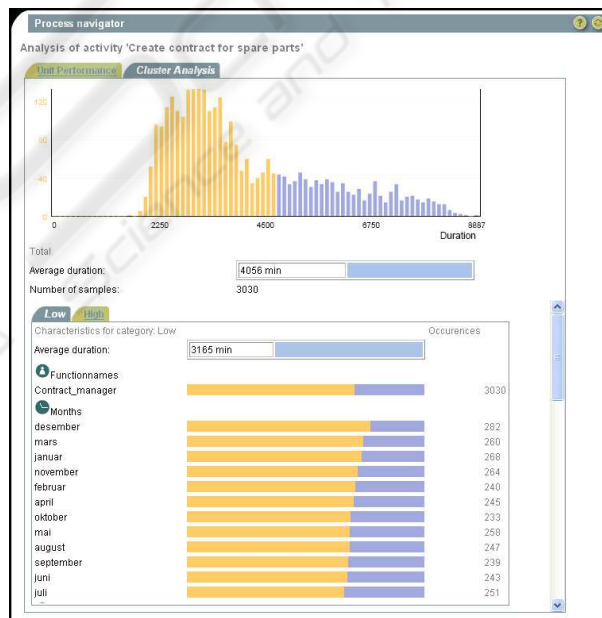 Process navigator
Analysis of activity 'Create contract for spare parts'
Unit Performance Cluster Analysis
120
80
40
0
0 2250 4500 6750 8887
Duration
Total
Average duration: 4056 min
Number of samples: 3030
Low High
Characteristics for category: Low Occurences
Average duration: 3165 min
Functionnames
Contract_manager 3030
Months
desember 282
mars 260
januar 268
november 264
februar 240
april 245
oktober 233
mai 258
august 247
september 239
juni 243
juli 251